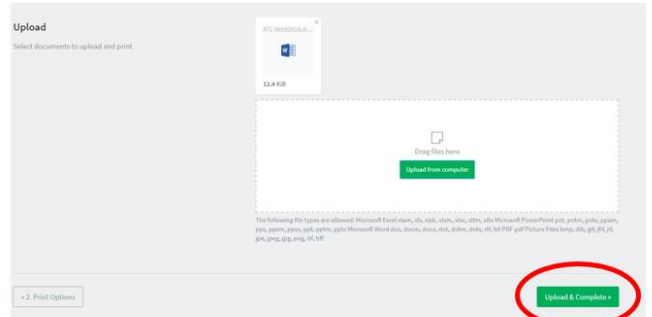 Upload
Select documents to upload and print
12.4 KiB
Drag files here
Upload from computer
The following file types are allowed: Microsoft Excel xlam, xls, xlsb, xlsm, xlsx, xltm, xltx Microsoft PowerPoint pot, potm, potx, ppam,
pps, ppsm, ppsx, ppt, pptm, pptx Microsoft Word doc, docm, docx, dot, dotm, dotx, rtf, txt PDF pdf Picture Files bmp, dib, gif, jfif, jif,
jpe, jpeg, jpg, png, tif, tiff
« 2. Print Options
Upload & Complete »